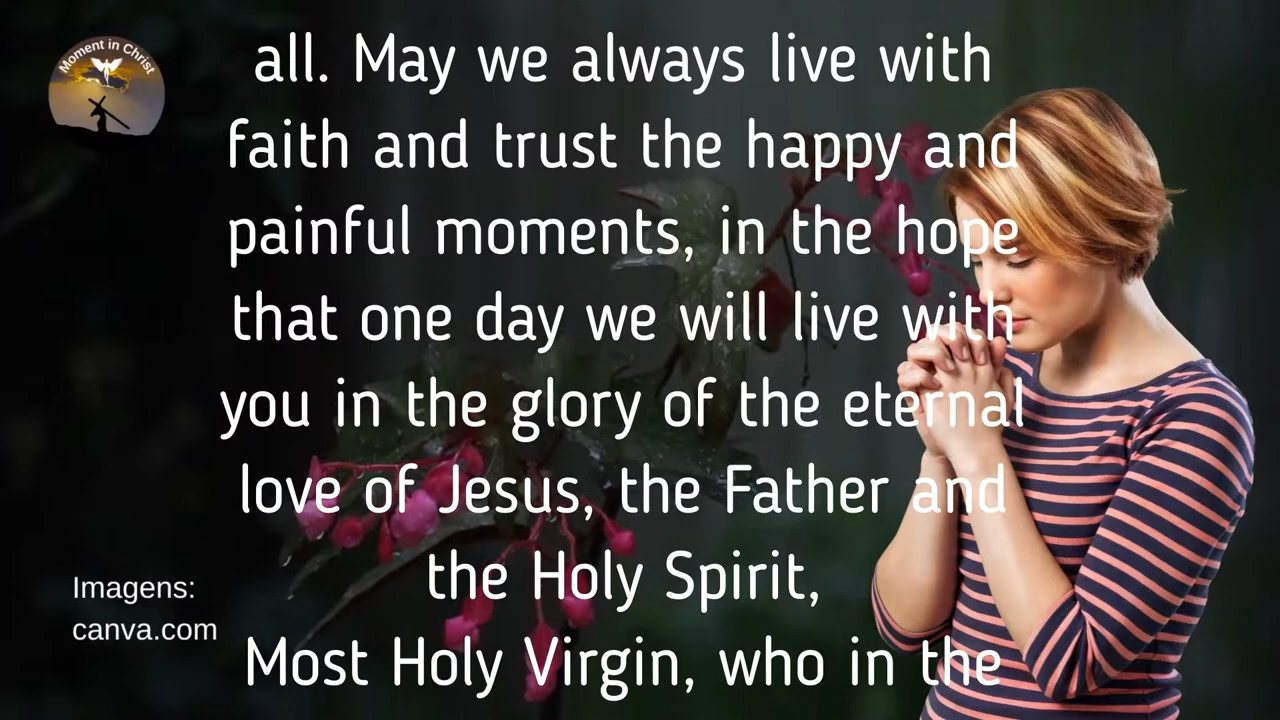 Moment in Christ
all. May we always live with
faith and trust the happy and
painful moments, in the hope
that one day we will live with
you in the glory of the eternal
love of Jesus, the Father and
the Holy Spirit,
Most Holy Virgin, who in the
Imagens:
canva.com